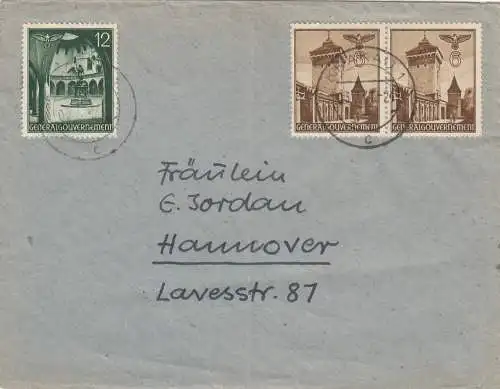 12
GENERALGOUVERNEMENT
6 6
GENERALGOUVERNEMENT GENERALGOUVERNEMENT
c
c
Fräulein
E. Jordan
Hannover
Lavesstr. 87